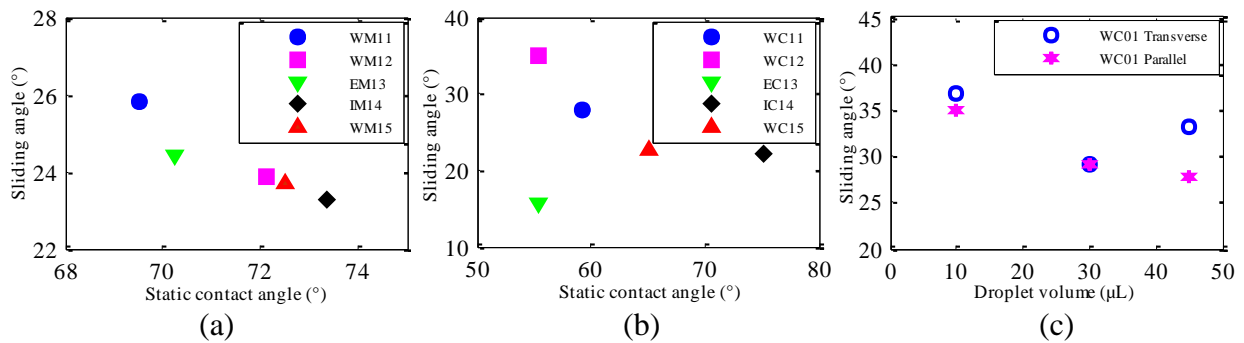 28
26
24
22
68
70
72
74
Sliding angle (°)
Static contact angle (°)
WM11
WM12
EM13
IM14
WM15
(a)
40
30
20
10
50
60
70
80
Sliding angle (°)
Static contact angle (°)
WC11
WC12
EC13
IC14
WC15
(b)
45
40
35
30
25
20
0
10
20
30
40
50
Sliding angle (°)
Droplet volume (µL)
WC01 Transverse
WC01 Parallel
(c)